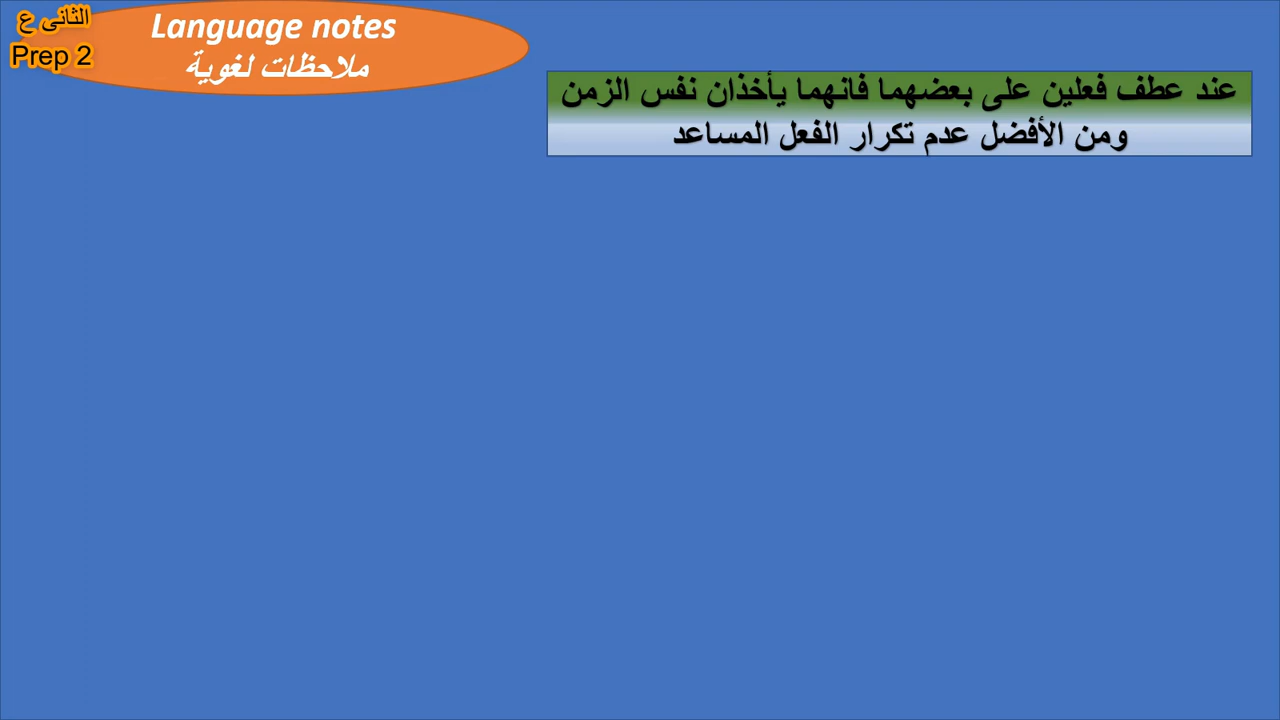 الثانى ع
Prep 2
Language notes
ملاحظات لغوية
عند عطف فعلين على بعضهما فانهما يأخذان نفس الزمن
ومن الأفضل عدم تكرار الفعل المساعد